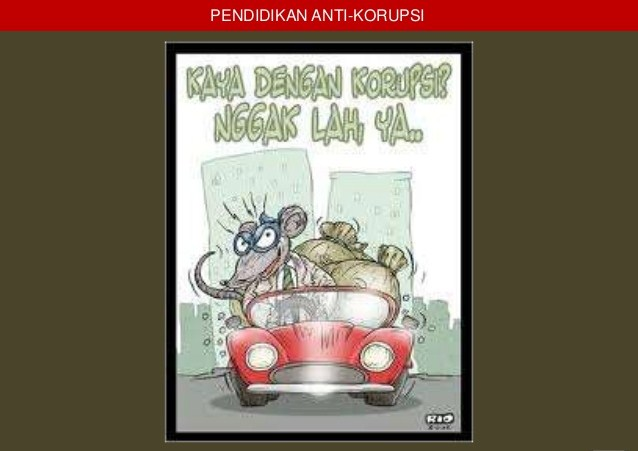 PENDIDIKAN ANTI-KORUPSI
KAYA DENGAN KORUPSI?
NGGAK LAH, YA..
RIO